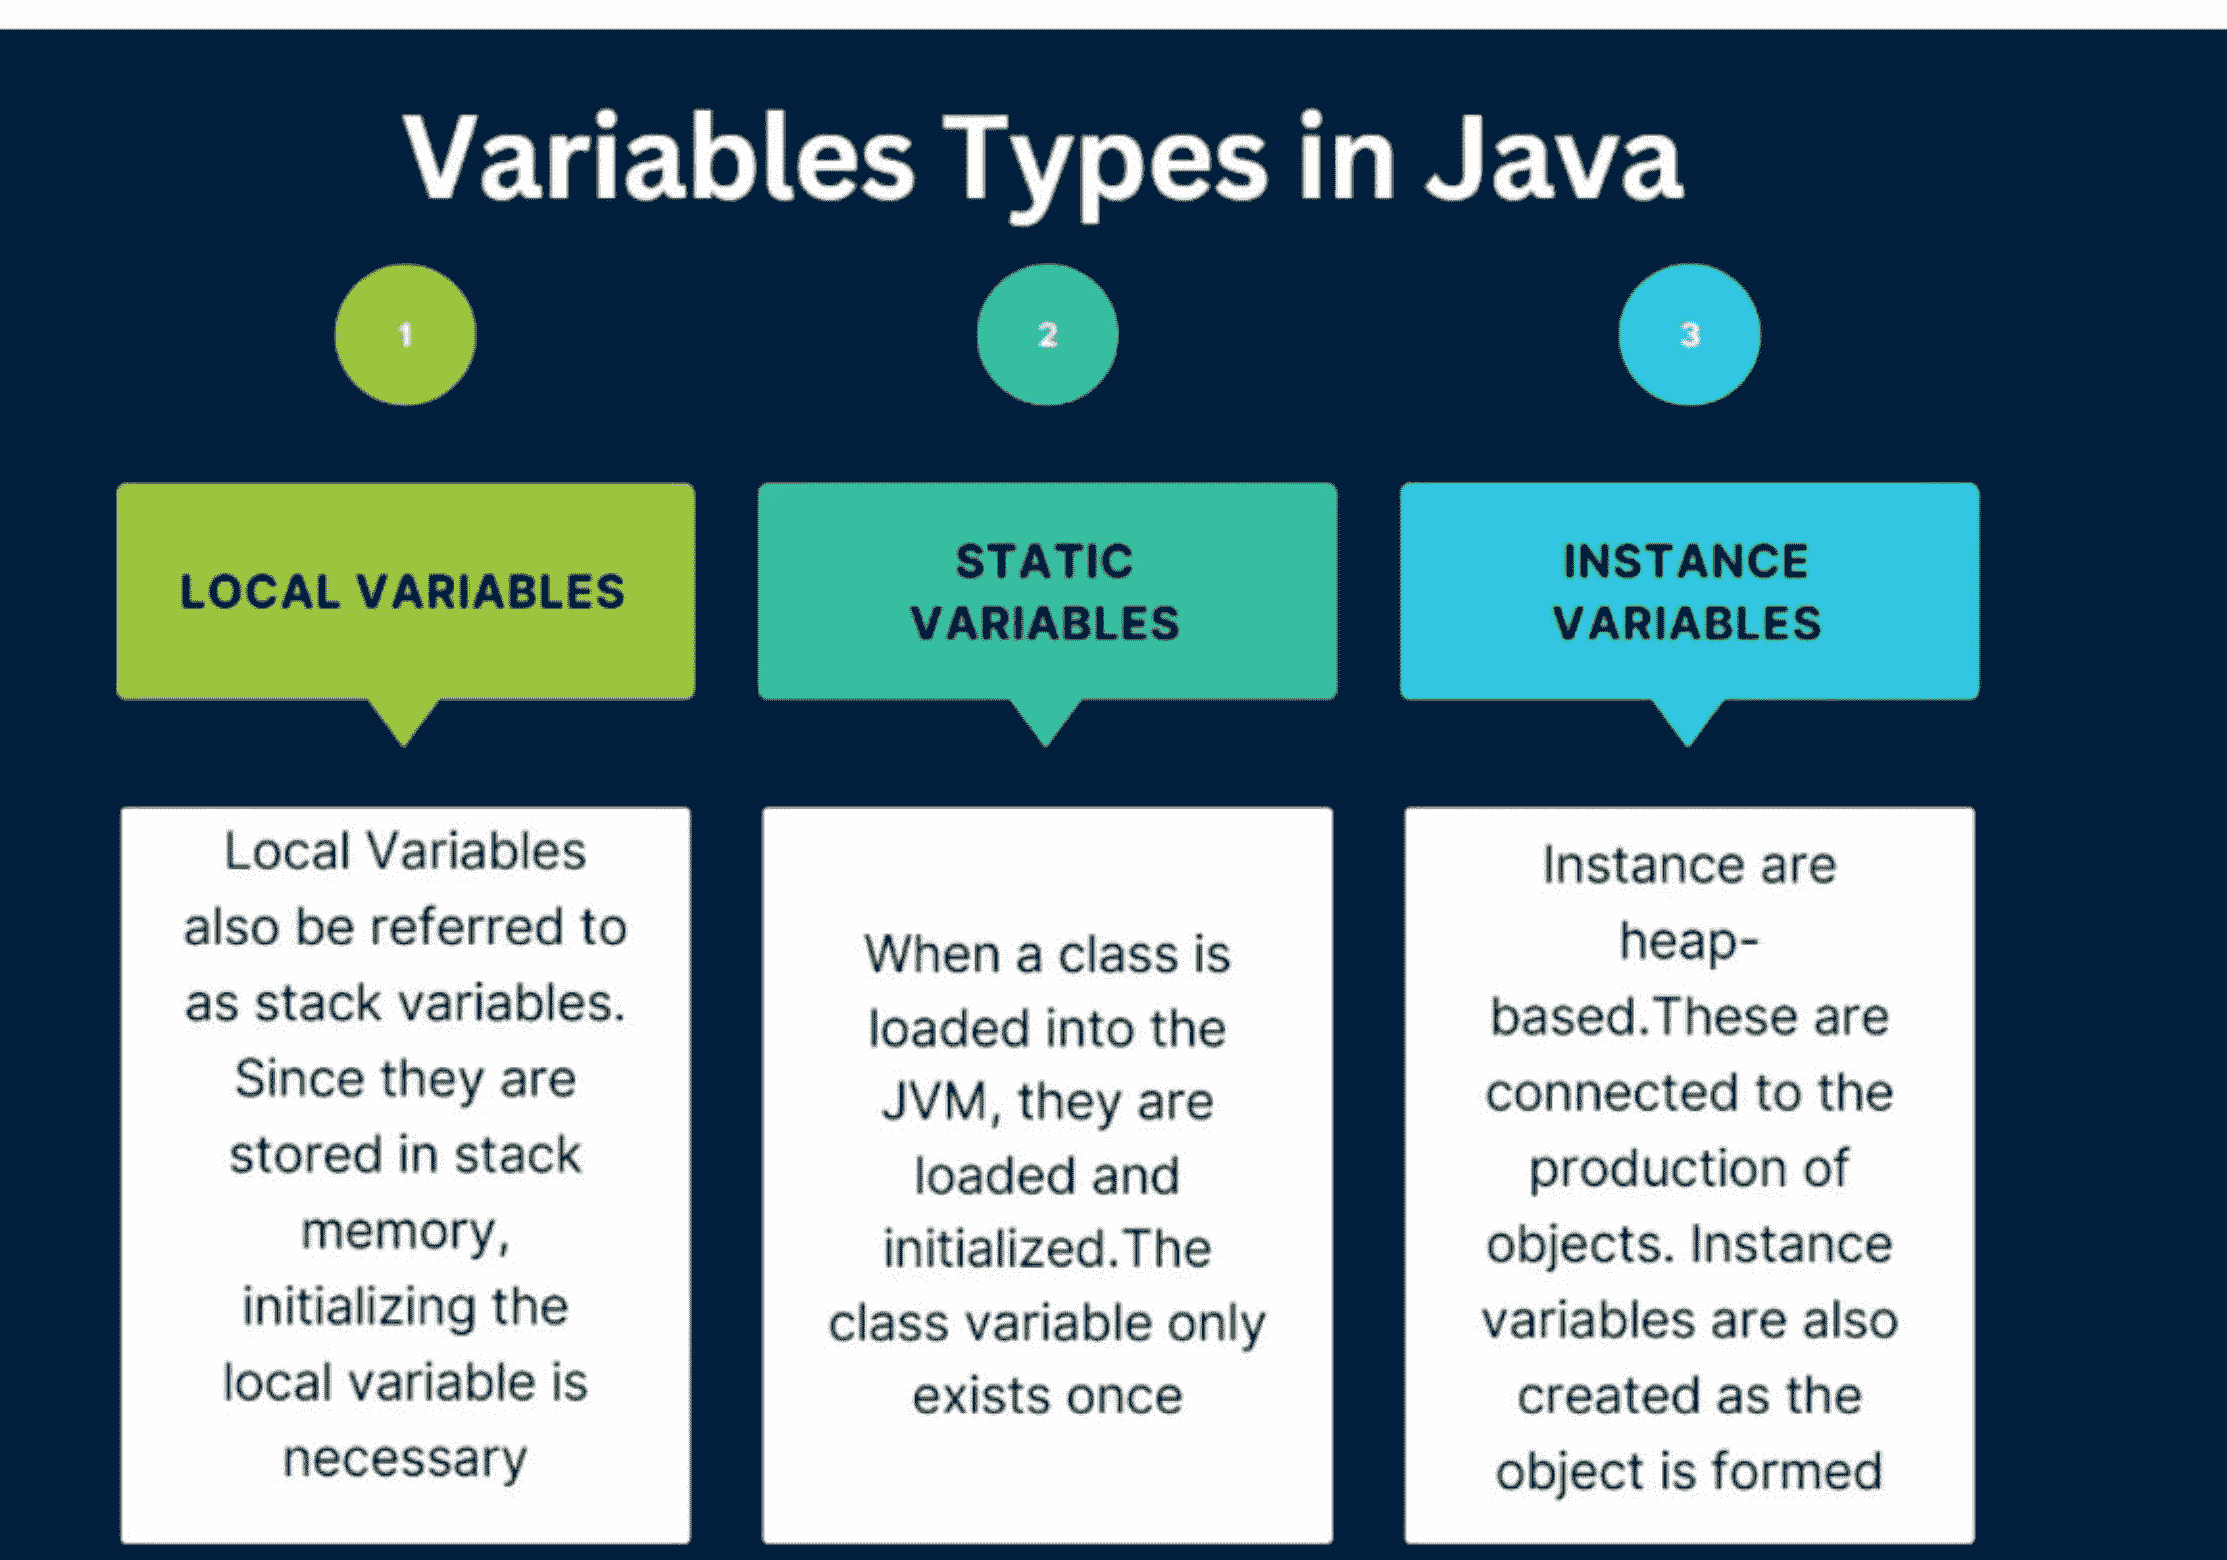 Variables Types in Java
1
2
3
LOCAL VARIABLES
STATIC
VARIABLES
INSTANCE
VARIABLES
Local Variables
also be referred to
as stack variables.
Since they are
stored in stack
memory,
initializing the
local variable is
necessary
When a class is
loaded into the
JVM, they are
loaded and
initialized.The
class variable only
exists once
Instance are
heap-
based.These are
connected to the
production of
objects. Instance
variables are also
created as the
object is formed